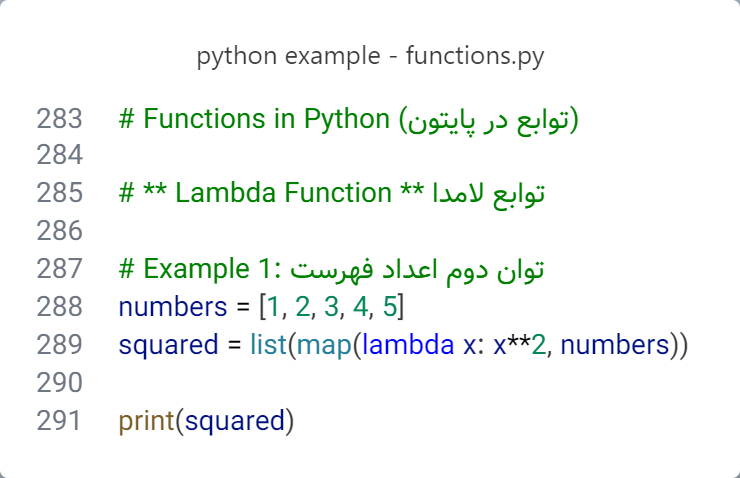 python example - functions.py
283 # Functions in Python (توابع در پایتون)
284
285 # ** Lambda Function ** توابع لامدا
286
287 # Example 1: توان دوم اعداد فهرست
288 numbers = [1, 2, 3, 4, 5]
289 squared = list(map(lambda x: x**2, numbers))
290
291 print(squared)